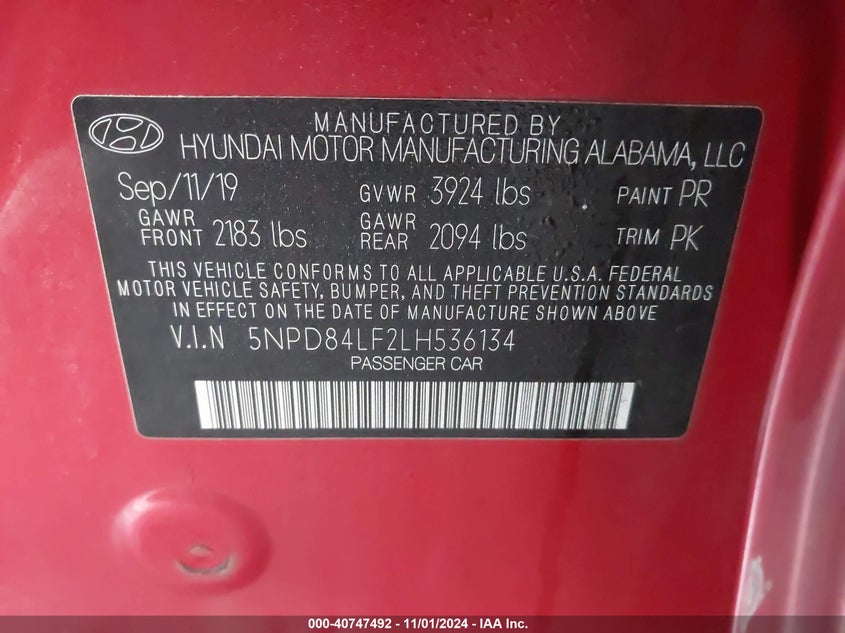 MANUFACTURED BY
HYUNDAI MOTOR MANUFACTURING ALABAMA, LLC
Sep/11/19 GVWR 3924 lbs PAINT PR
GAWR FRONT 2183 lbs GAWR REAR 2094 lbs TRIM PK
THIS VEHICLE CONFORMS TO ALL APPLICABLE U.S.A. FEDERAL
MOTOR VEHICLE SAFETY, BUMPER, AND THEFT PREVENTION STANDARDS
IN EFFECT ON THE DATE OF MANUFACTURE SHOWN ABOVE.
V.I.N 5NPD84LF2LH536134
PASSENGER CAR
000-40747492 - 11/01/2024 - IAA Inc.